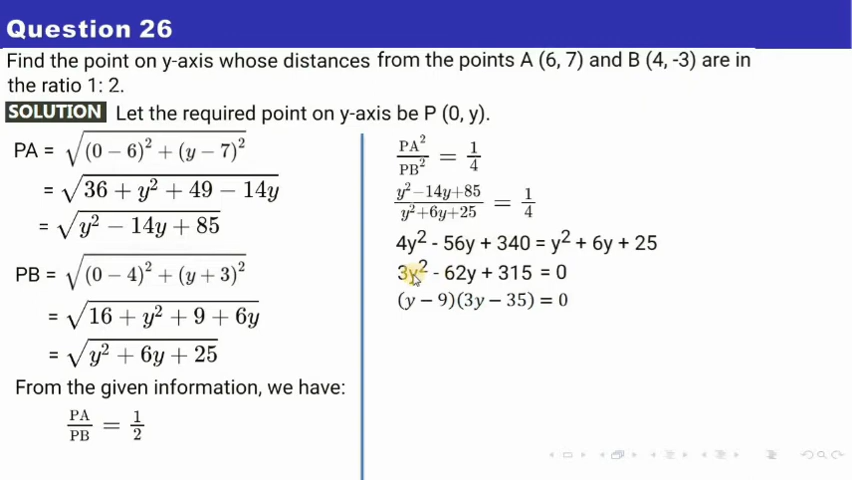 Question 26
Find the point on y-axis whose distances from the points A (6, 7) and B (4, -3) are in
the ratio 1: 2.
SOLUTION Let the required point on y-axis be P (0, y).
PA = √((0 − 6)² + (y − 7)²)
= √(36 + y² + 49 − 14y)
= √(y² − 14y + 85)
PB = √((0 − 4)² + (y + 3)²)
= √(16 + y² + 9 + 6y)
= √(y² + 6y + 25)
From the given information, we have:
PA/PB = 1/2
PA²/PB² = 1/4
(y²−14y+85)/(y²+6y+25) = 1/4
4y² - 56y + 340 = y² + 6y + 25
3y² - 62y + 315 = 0
(y − 9)(3y − 35) = 0